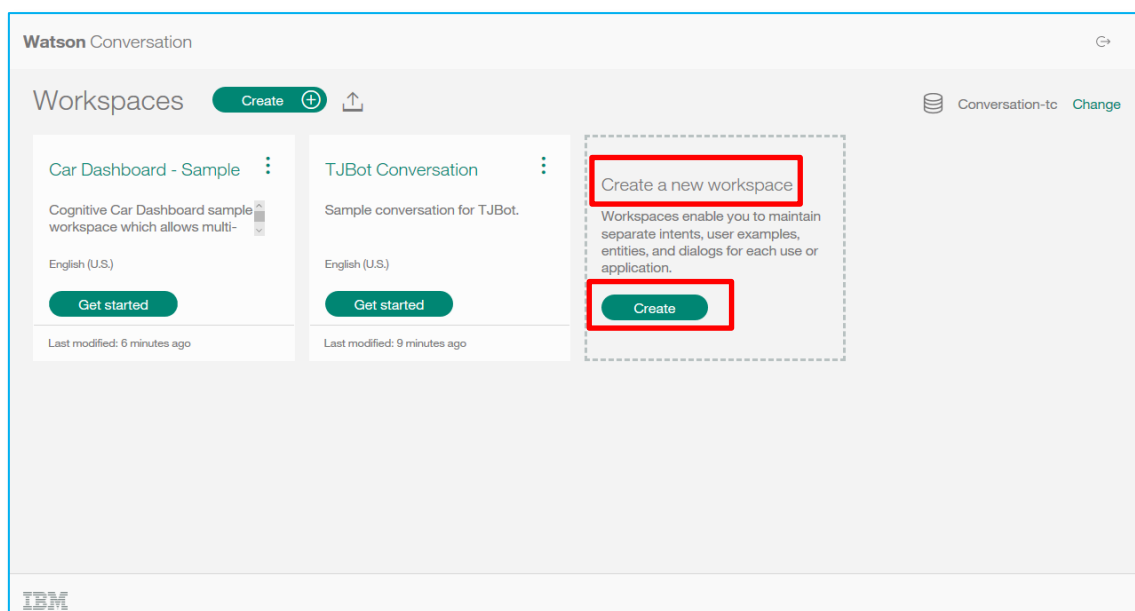 Watson Conversation
Workspaces
Create
Conversation-tc Change
Car Dashboard - Sample
Cognitive Car Dashboard sample
workspace which allows multi-
English (U.S.)
Get started
Last modified: 6 minutes ago
TJBot Conversation
Sample conversation for TJBot.
English (U.S.)
Get started
Last modified: 9 minutes ago
Create a new workspace
Workspaces enable you to maintain
separate intents, user examples,
entities, and dialogs for each use or
application.
Create
IBM